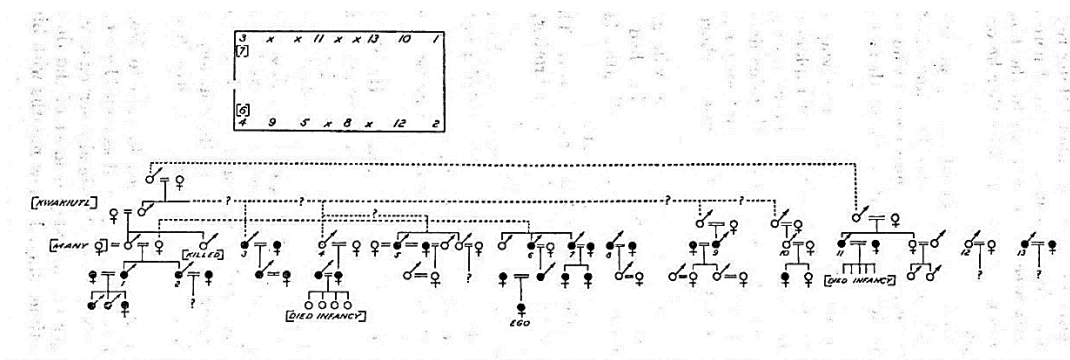 3 x x 11 x x 13 10 1
[7]
[6]
4 9 5 x 8 x 12 2
[KWAKIUTL] ? ? ? ?
?
[MANY ] [KILLED] 3 4 5 6 7 8 9 10 11 12 13
1 2 ? ? ? ?
? [DIED INFANCY]
[DIED INFANCY] EGO